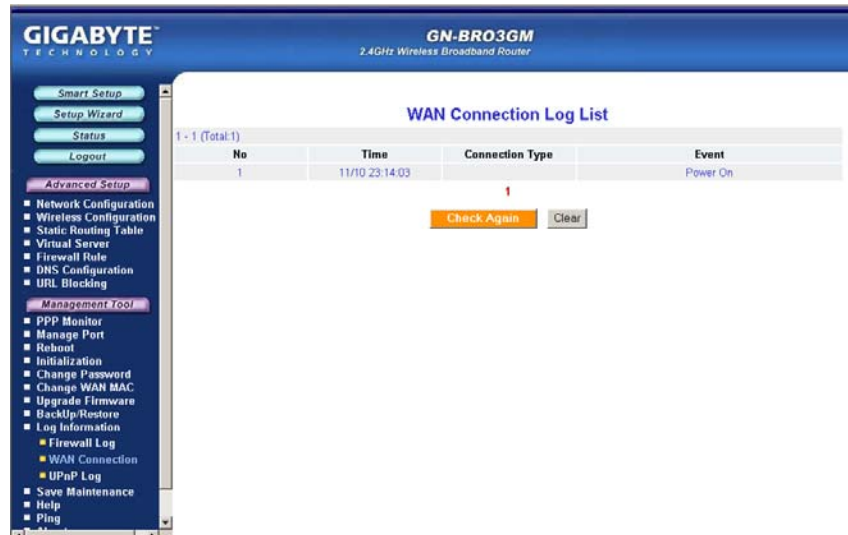 GIGABYTE™
TECHNOLOGY
GN-BRO3GM
2.4GHz Wireless Broadband Router
Smart Setup
Setup Wizard
Status
Logout
Advanced Setup
Network Configuration
Wireless Configuration
Static Routing Table
Virtual Server
Firewall Rule
DNS Configuration
URL Blocking
Management Tool
PPP Monitor
Manage Port
Reboot
Initialization
Change Password
Change WAN MAC
Upgrade Firmware
BackUp/Restore
Log Information
Firewall Log
WAN Connection
UPnP Log
Save Maintenance
Help
Ping
WAN Connection Log List
1 - 1 (Total:1)
No Time Connection Type Event
1 11/10 23:14:03 Power On
1
Check Again Clear